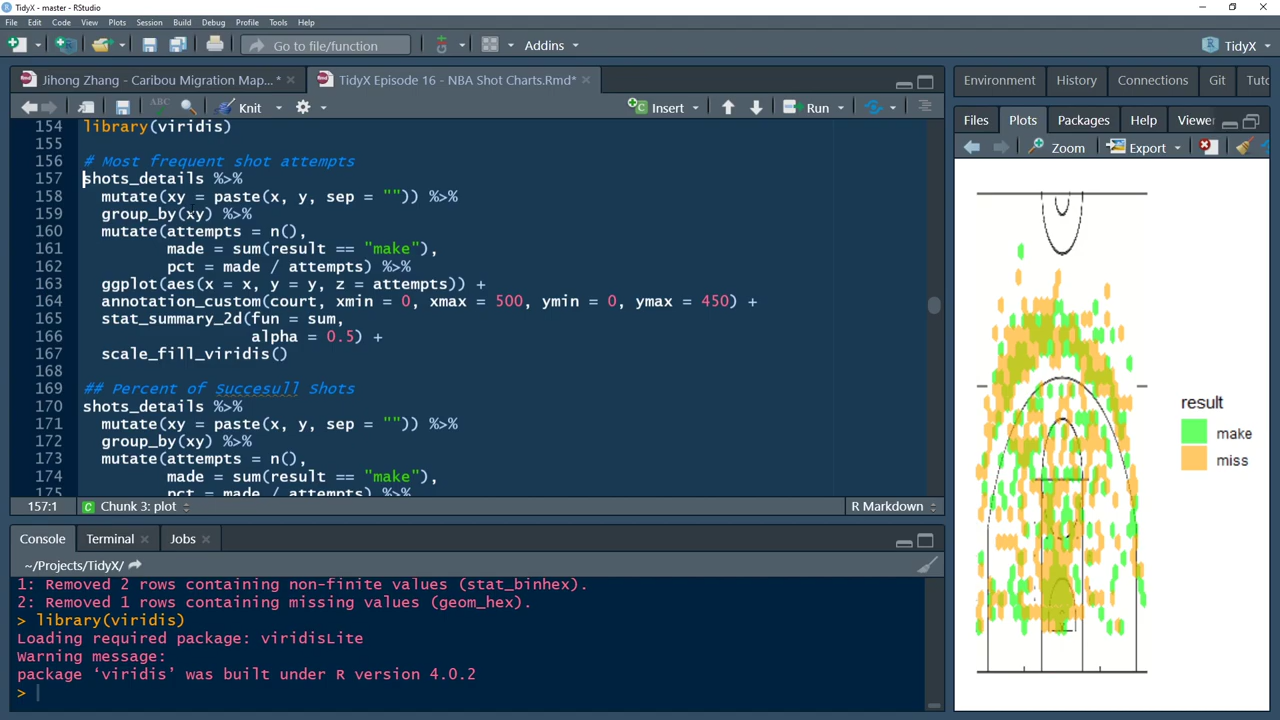 TidyX - master - RStudio
File Edit Code View Plots Session Build Debug Profile Tools Help
Go to file/function Addins TidyX
Jihong Zhang - Caribou Migration Map...* TidyX Episode 16 - NBA Shot Charts.Rmd*
ABC Knit Insert Run
154 library(viridis)
155
156 # Most frequent shot attempts
157 shots_details %>%
158 mutate(xy = paste(x, y, sep = "")) %>%
159 group_by(xy) %>%
160 mutate(attempts = n(),
161 made = sum(result == "make"),
162 pct = made / attempts) %>%
163 ggplot(aes(x = x, y = y, z = attempts)) +
164 annotation_custom(court, xmin = 0, xmax = 500, ymin = 0, ymax = 450) +
165 stat_summary_2d(fun = sum,
166 alpha = 0.5) +
167 scale_fill_viridis()
168
169 ## Percent of Succesull Shots
170 shots_details %>%
171 mutate(xy = paste(x, y, sep = "")) %>%
172 group_by(xy) %>%
173 mutate(attempts = n(),
174 made = sum(result == "make"),
175 pct = made / attempts) %>%
157:1 Chunk 3: plot R Markdown
Console Terminal Jobs
~/Projects/TidyX/
1: Removed 2 rows containing non-finite values (stat_binhex).
2: Removed 1 rows containing missing values (geom_hex).
> library(viridis)
Loading required package: viridisLite
Warning message:
package ‘viridis’ was built under R version 4.0.2
>
Environment History Connections Git Tuto
Files Plots Packages Help Viewer
Zoom Export
result
make
miss